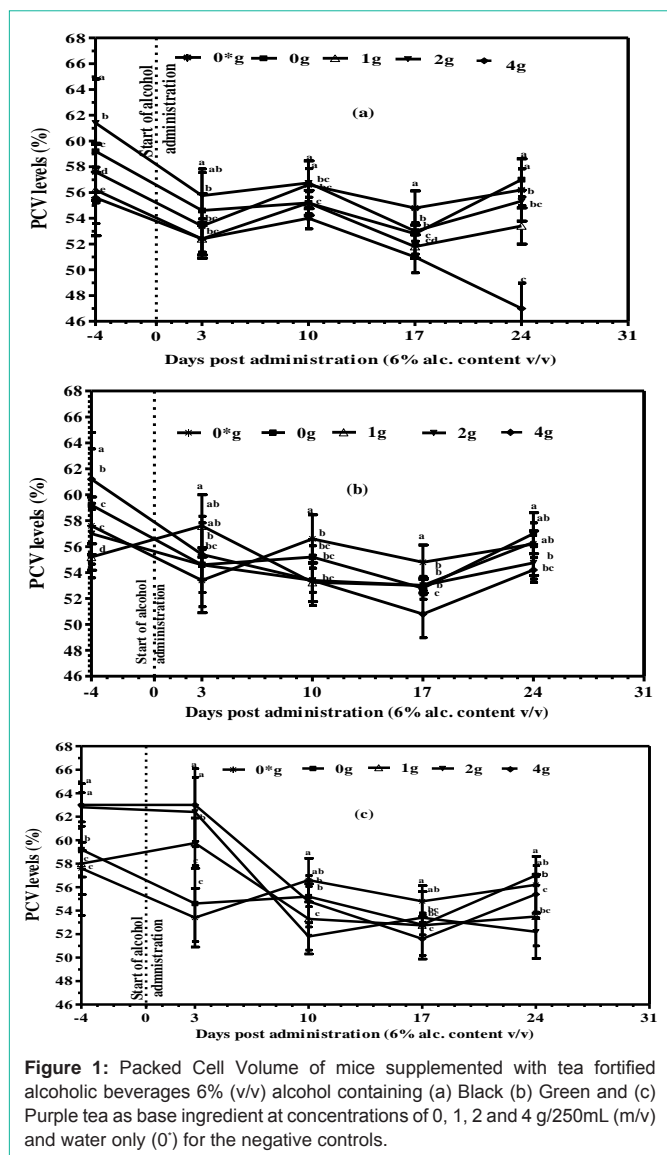 68
66
64
62
60
58
56
54
52
50
48
46
PCV levels (%)
0*g 0g 1g 2g 4g
(a)
Start of alcohol
administration
-4 0 3 10 17 24 31
Days post administration (6% alc. content v/v)
68
66
64
62
60
58
56
54
52
50
48
46
PCV levels (%)
0*g 0g 1g 2g 4g
(b)
Start of alcohol
administration
-4 0 3 10 17 24 31
Days post administration (6% alc. content v/v)
68
66
64
62
60
58
56
54
52
50
48
46
PCV levels (%)
0*g 0g 1g 2g 4g
(c)
Start of alcohol
admnistration
-4 0 3 10 17 24 31
Days post administration (6% alc. content v/v)
Figure 1: Packed Cell Volume of mice supplemented with tea fortified
alcoholic beverages 6% (v/v) alcohol containing (a) Black (b) Green and (c)
Purple tea as base ingredient at concentrations of 0, 1, 2 and 4 g/250mL (m/v)
and water only (0*) for the negative controls.